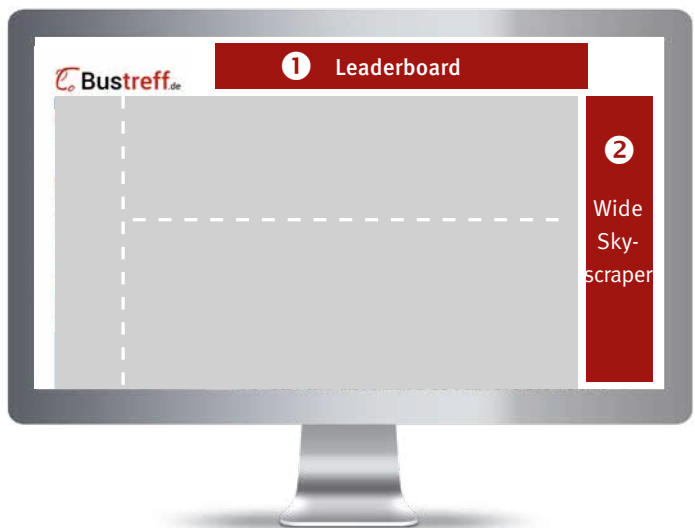 ❶ Leaderboard
Bustreff.de
❷
Wide
Sky-
scraper